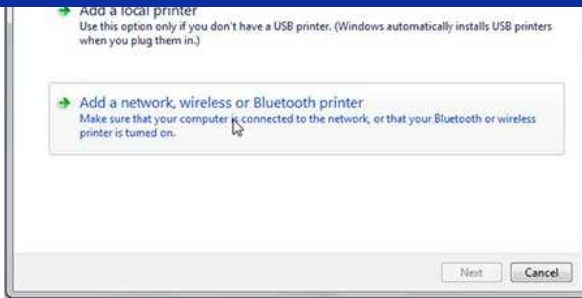 Add a local printer
Use this option only if you don't have a USB printer. (Windows automatically installs USB printers
when you plug them in.)
Add a network, wireless or Bluetooth printer
Make sure that your computer is connected to the network, or that your Bluetooth or wireless
printer is turned on.
Next
Cancel